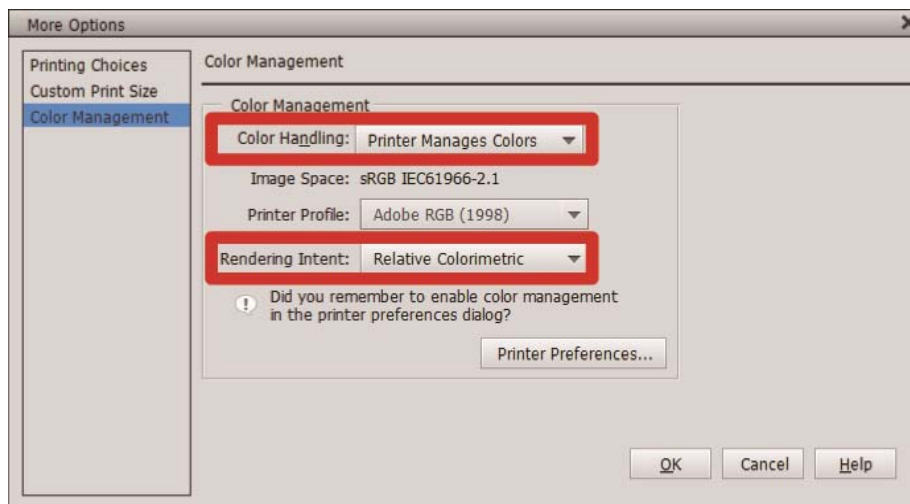 More Options
Printing Choices
Custom Print Size
Color Management
Color Management
Color Management
Color Handling: Printer Manages Colors
Image Space: sRGB IEC61966-2.1
Printer Profile: Adobe RGB (1998)
Rendering Intent: Relative Colorimetric
! Did you remember to enable color management
in the printer preferences dialog?
Printer Preferences...
OK Cancel Help